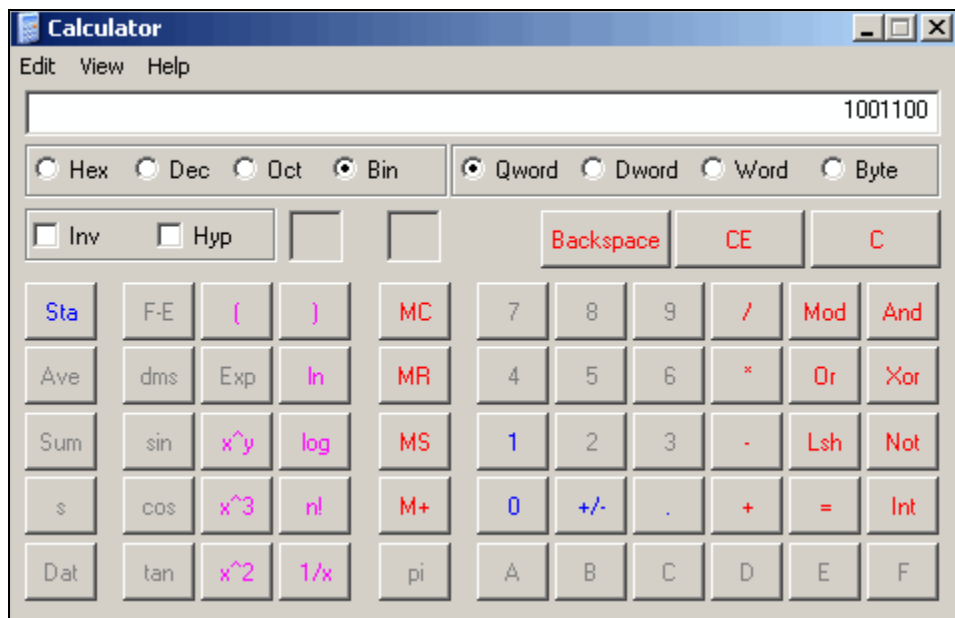 Calculator
Edit View Help
1001100
Hex Dec Oct Bin Qword Dword Word Byte
Inv Hyp Backspace CE C
Sta F-E ( ) MC 7 8 9 / Mod And
Ave dms Exp ln MR 4 5 6 * Or Xor
Sum sin x^y log MS 1 2 3 - Lsh Not
s cos x^3 n! M+ 0 +/- . + = Int
Dat tan x^2 1/x pi A B C D E F